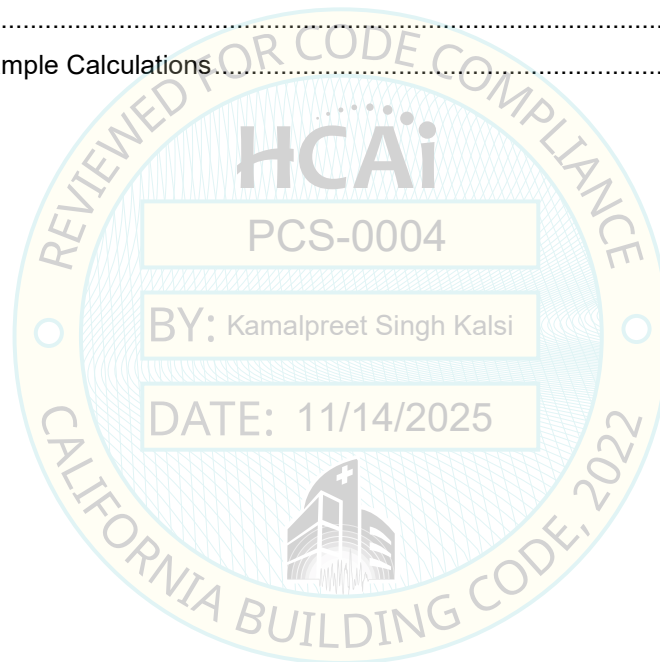 mple Calculations
REVIEWED FOR CODE COMPLIANCE
HCAi
PCS-0004
BY: Kamalpreet Singh Kalsi
DATE: 11/14/2025
CALIFORNIA BUILDING CODE, 2022